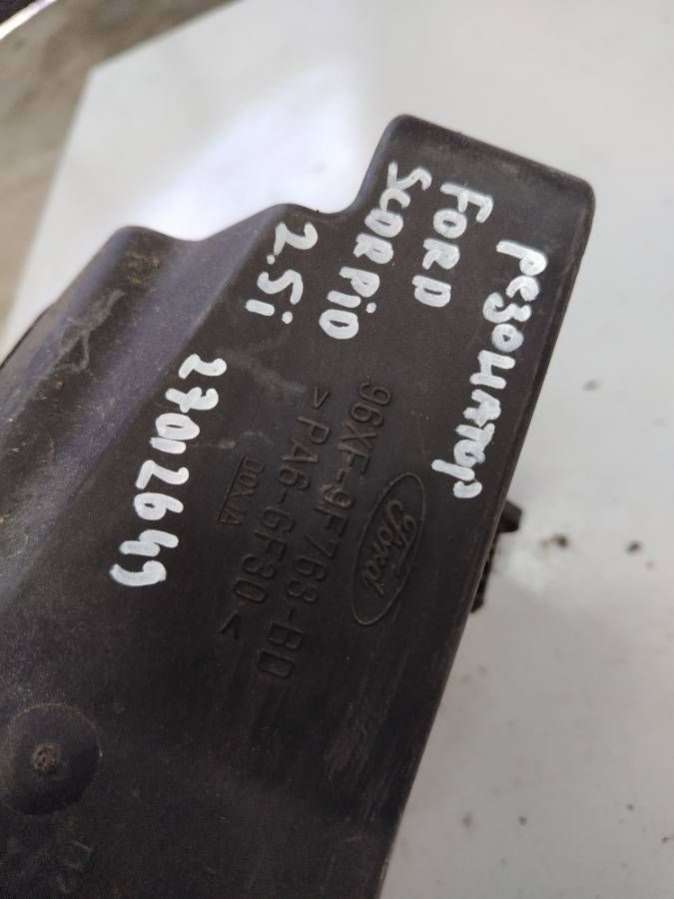 резонатор
FORD
SCORPiO
2.5i
27012649
Ford
96XF-9F763-BD
>PA6-GF30<